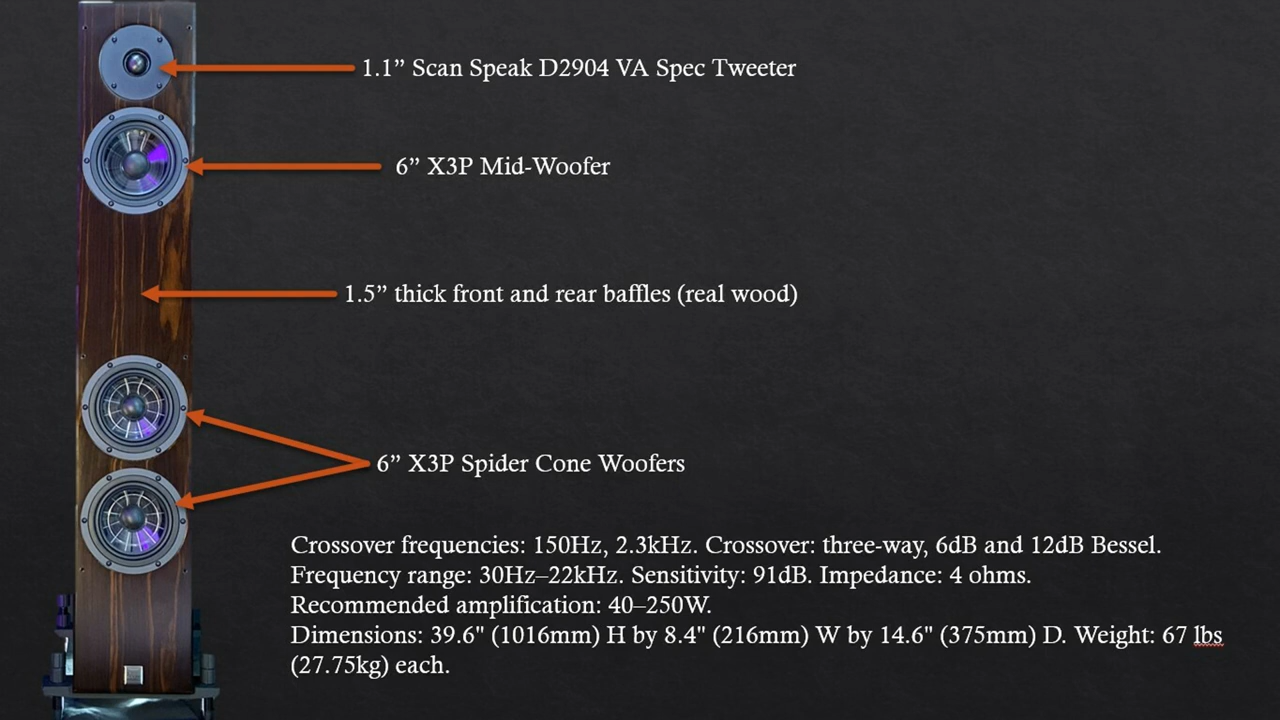 1.1” Scan Speak D2904 VA Spec Tweeter
6” X3P Mid-Woofer
1.5” thick front and rear baffles (real wood)
6” X3P Spider Cone Woofers
Crossover frequencies: 150Hz, 2.3kHz. Crossover: three-way, 6dB and 12dB Bessel.
Frequency range: 30Hz–22kHz. Sensitivity: 91dB. Impedance: 4 ohms.
Recommended amplification: 40–250W.
Dimensions: 39.6" (1016mm) H by 8.4" (216mm) W by 14.6" (375mm) D. Weight: 67 lbs
(27.75kg) each.